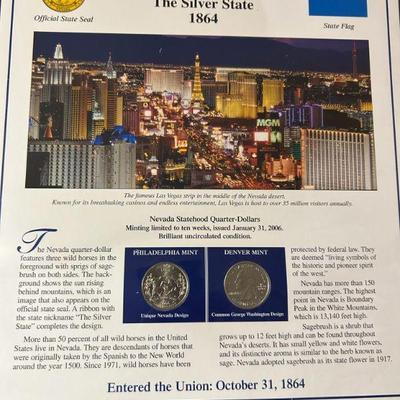 The Silver State
1864
Official State Seal
State Flag
MGM
The famous Las Vegas strip in the middle of the Nevada desert.
Known for its breathtaking casinos and endless entertainment, Las Vegas is host to over 35 million visitors annually.
Nevada Statehood Quarter-Dollars
Minting limited to ten weeks, issued January 31, 2006.
Brilliant uncirculated condition.
The Nevada quarter-dollar
features three wild horses in the
foreground with sprigs of sage-
brush on both sides. The back-
ground shows the sun rising
behind mountains, which is an
image that also appears on the
official state seal. A ribbon with
the state nickname "The Silver
State" completes the design.
More than 50 percent of all wild horses in the United
States live in Nevada. They are descendants of horses that
were originally taken by the Spanish to the New World
around the year 1500. Since 1971, wild horses have been
PHILADELPHIA MINT
Unique Nevada Design
DENVER MINT
Common George Washington Design
protected by federal law. They
are deemed "living symbols of
the historic and pioneer spirit
of the west."
Nevada has more than 150
mountain ranges. The highest
point in Nevada is Boundary
Peak in the White Mountains,
which is 13,140 feet high.
Sagebrush is a shrub that
grows up to 12 feet high and can be found throughout
Nevada's deserts. It has small yellow and white flowers,
and its distinctive aroma is similar to the herb known as
sage. Nevada adopted sagebrush as its state flower in 1917.
Entered the Union: October 31, 1864